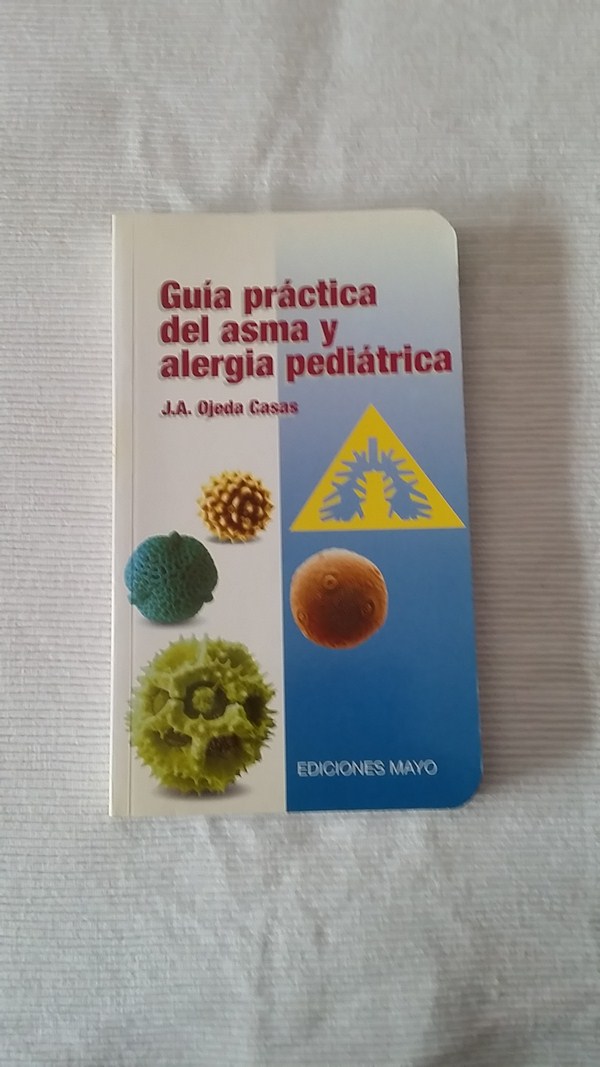 Guía práctica
del asma y
alergia pediátrica
J.A. Ojeda Casas
EDICIONES MAYO